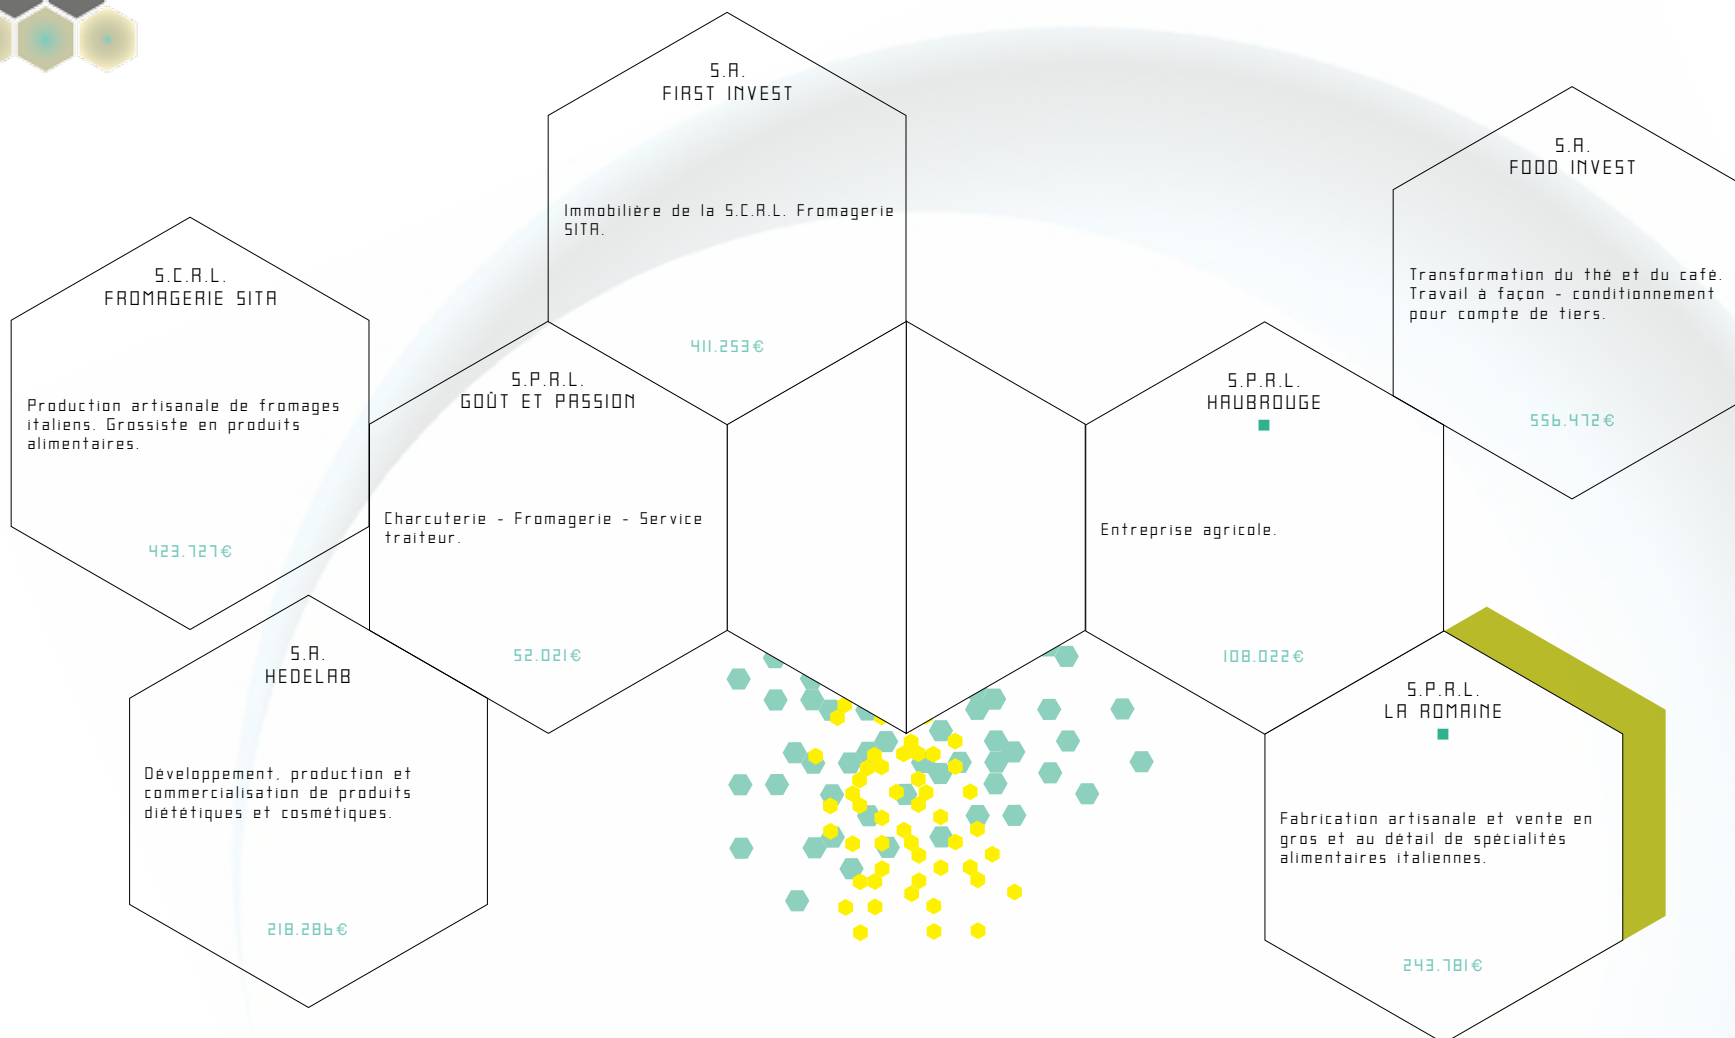 S.A.
FIRST INVEST
Immobilière de la S.C.R.L. Fromagerie
SITA.
411.253€
S.A.
FOOD INVEST
Transformation du thé et du café.
Travail à façon - conditionnement
pour compte de tiers.
556.472€
S.C.R.L.
FROMAGERIE SITA
Production artisanale de fromages
italiens. Grossiste en produits
alimentaires.
423.727€
S.P.R.L.
GOÛT ET PASSION
Charcuterie - Fromagerie - Service
traiteur.
52.021€
S.P.R.L.
HAUBROUGE
Entreprise agricole.
108.022€
S.A.
HEDELAB
Développement, production et
commercialisation de produits
diététiques et cosmétiques.
218.286€
S.P.R.L.
LA ROMAINE
Fabrication artisanale et vente en
gros et au détail de spécialités
alimentaires italiennes.
243.781€